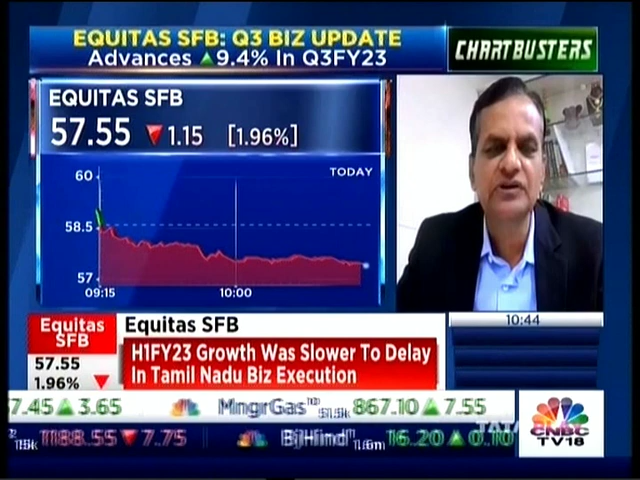 EQUITAS SFB: Q3 BIZ UPDATE
Advances ▲9.4% In Q3FY23
CHARTBUSTERS
EQUITAS SFB
57.55 ▼1.15 [1.96%]
TODAY
60
58.5
57
09:15 10:00
10:44
Equitas SFB
57.55
1.96% ▼
Equitas SFB
H1FY23 Growth Was Slower To Delay
In Tamil Nadu Biz Execution
7.45 ▲ 3.65 MngrGas 867.10 ▲ 7.55
1188.55 ▼ 7.75 BjHind 16.20 ▲ 0.10
TATA
CNBC
TV18